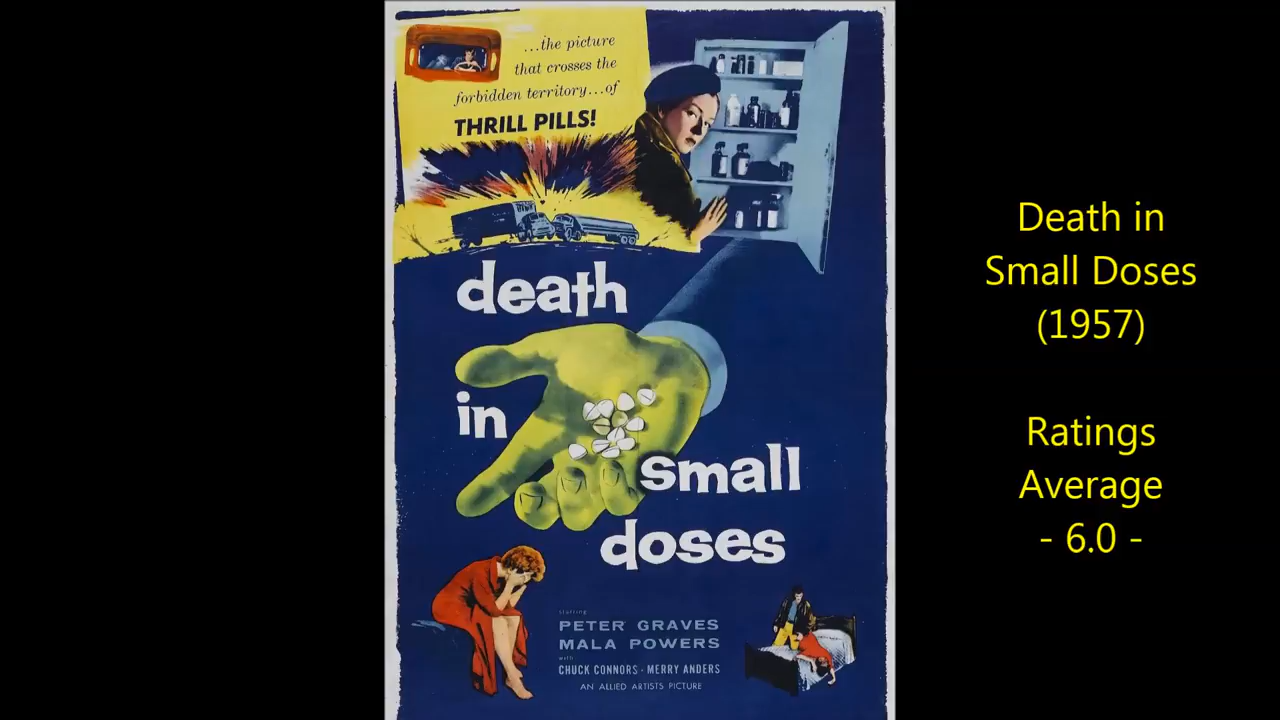 ...the picture
that crosses the
forbidden territory...of
THRILL PILLS!
death
in
small
doses
starring
PETER GRAVES
MALA POWERS
with
CHUCK CONNORS · MERRY ANDERS
AN ALLIED ARTISTS PICTURE
Death in
Small Doses
(1957)
Ratings
Average
- 6.0 -